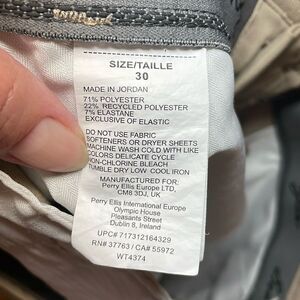 SIZE/TAILLE
30
MADE IN JORDAN
71% POLYESTER
22% RECYCLED POLYESTER
7% ELASTANE
EXCLUSIVE OF ELASTIC
DO NOT USE FABRIC
SOFTENERS OR DRYER SHEETS
MACHINE WASH COLD WITH LIKE
COLORS DELICATE CYCLE
NON-CHLORINE BLEACH
TUMBLE DRY LOW COOL IRON
MANUFACTURED FOR:
Perry Ellis Europe LTD,
CM8 3DJ, UK
Perry Ellis International Europe
Olympic House
Pleasants Street
Dublin 8, Ireland
UPC# 717312164329
RN# 37763 / CA# 55972
WT4374